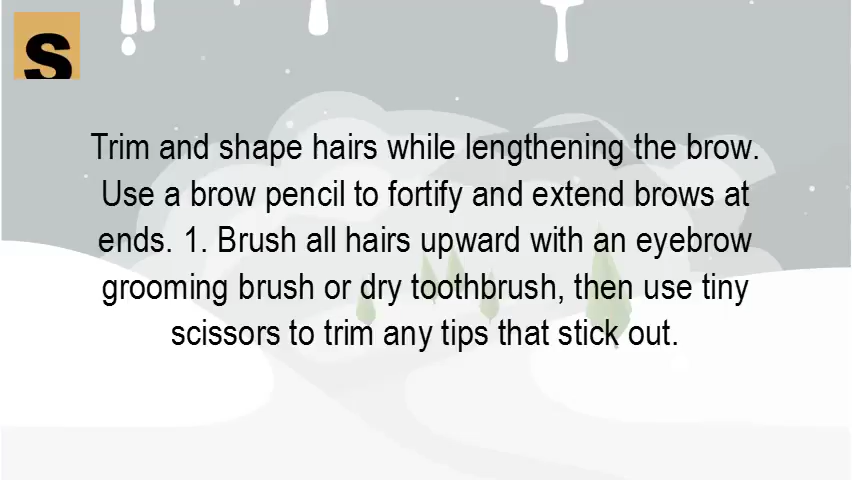 S
Trim and shape hairs while lengthening the brow.
Use a brow pencil to fortify and extend brows at
ends. 1. Brush all hairs upward with an eyebrow
grooming brush or dry toothbrush, then use tiny
scissors to trim any tips that stick out.